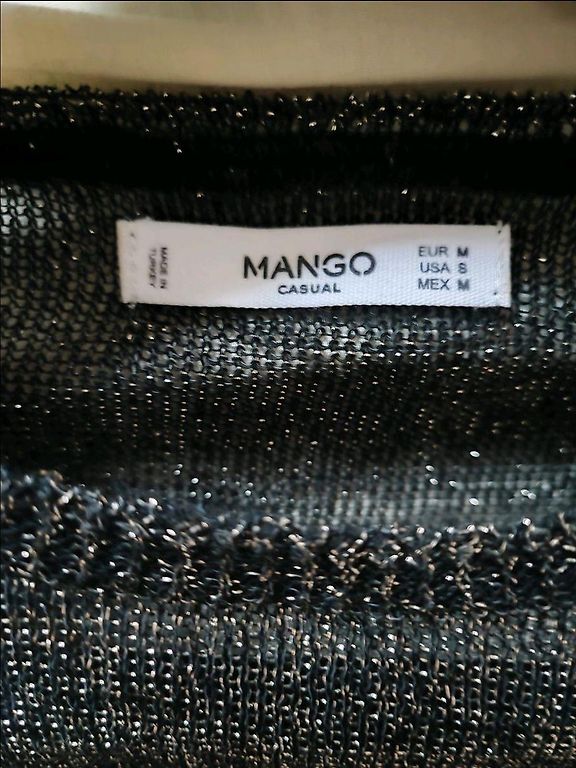 MADE IN
TURKEY
MANGO
CASUAL
EUR M
USA S
MEX M